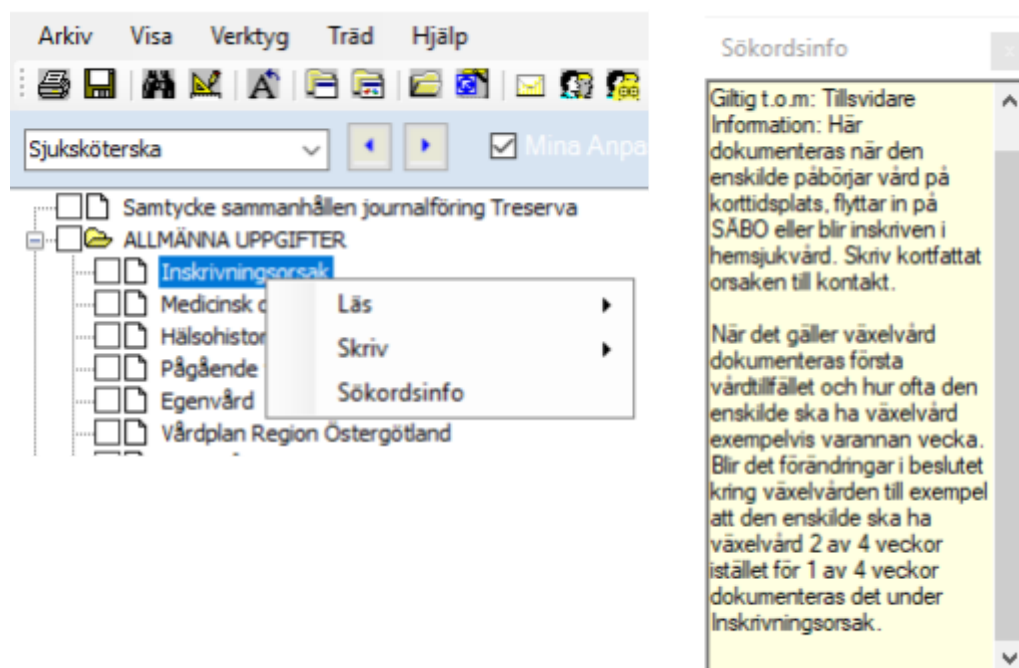 Arkiv Visa Verktyg Träd Hjälp
Sjuksköterska
Mina Anpa
Samtycke sammanhållen journalföring Treserva
ALLMÄNNA UPPGIFTER
Inskrivningsorsak
Medicinsk
Hälsohistor
Pågående
Egenvård
Vårdplan Region Östergötland
Läs
Skriv
Sökordsinfo
Sökordsinfo
Giltig t.o.m: Tillsvidare
Information: Här
dokumenteras när den
enskilde påbörjar vård på
korttidsplats, flyttar in på
SÄBO eller blir inskriven i
hemsjukvård. Skriv kortfattat
orsaken till kontakt.
När det gäller växelvård
dokumenteras första
vårdtillfället och hur ofta den
enskilde ska ha växelvård
exempelvis varannan vecka.
Blir det förändringar i beslutet
kring växelvården till exempel
att den enskilde ska ha
växelvård 2 av 4 veckor
istället för 1 av 4 veckor
dokumenteras det under
Inskrivningsorsak.